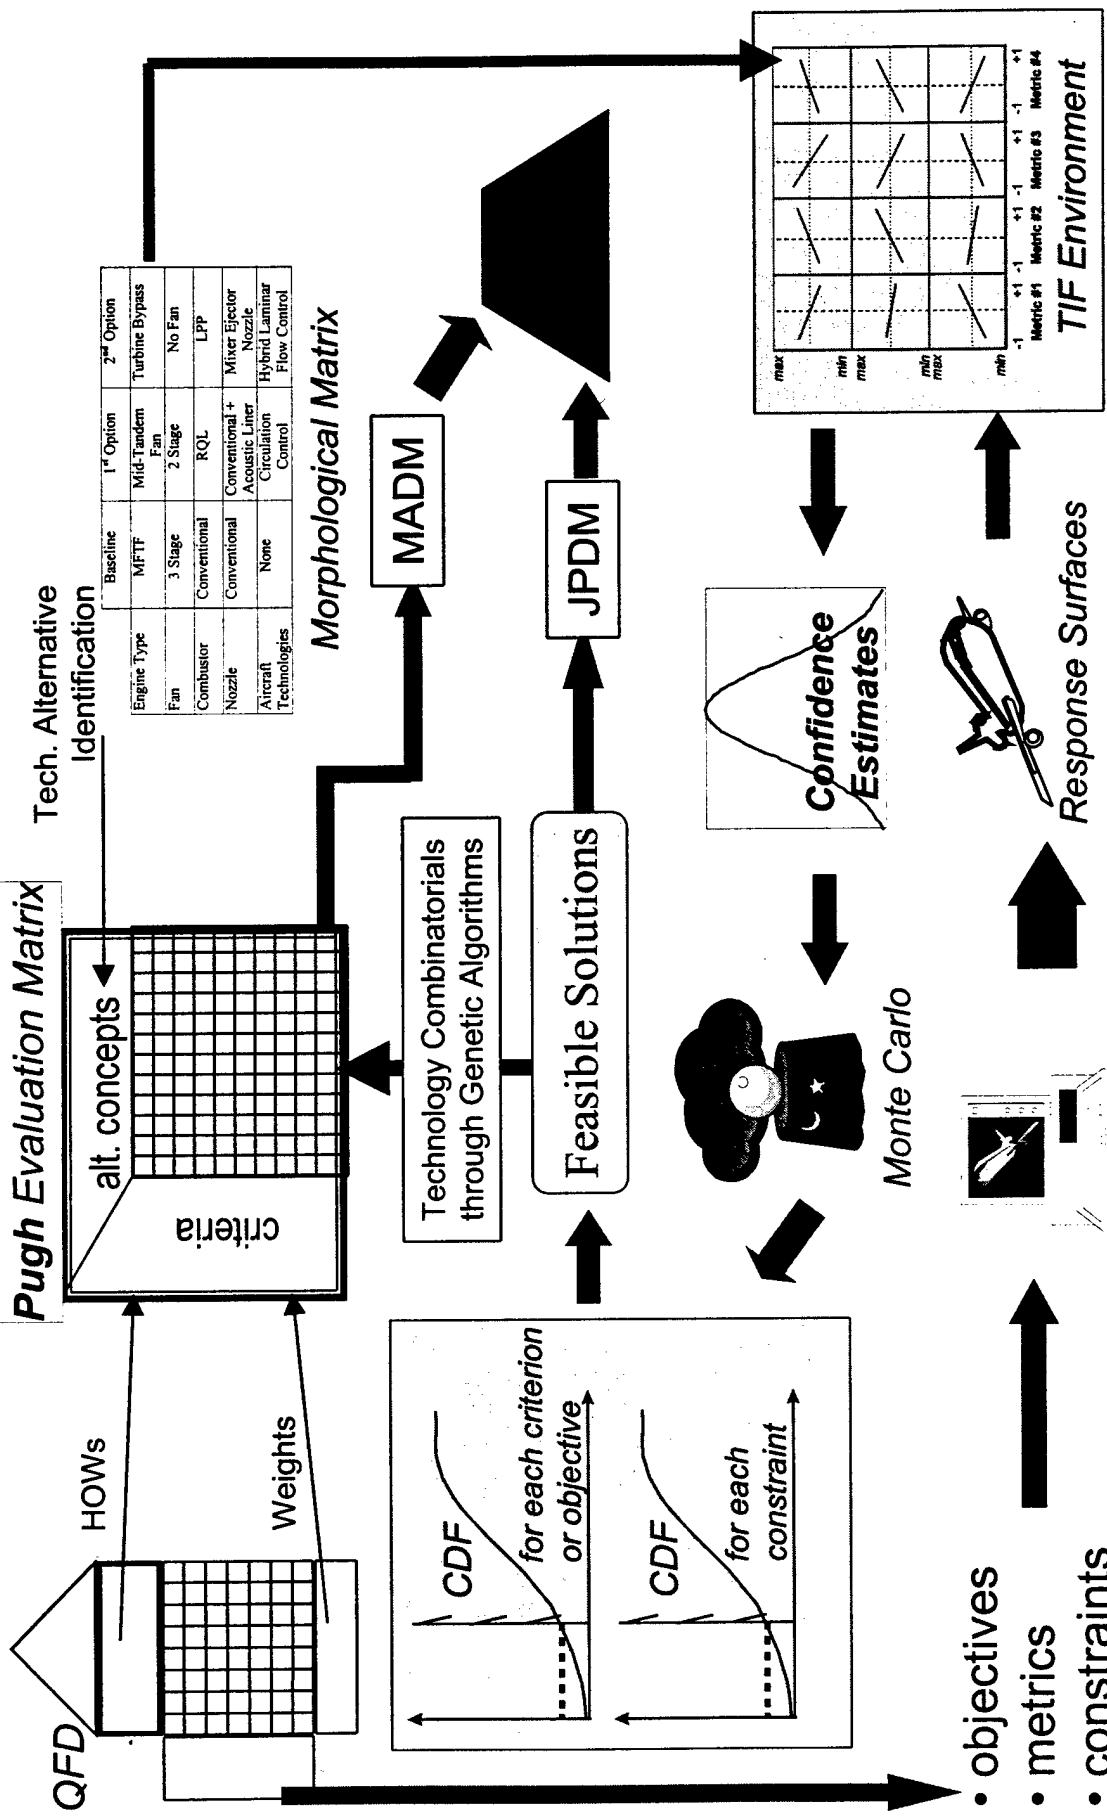 QFD
HOWs
Weights
Pugh Evaluation Matrix
alt. concepts
criteria
Tech. Alternative
Identification
Baseline 1st Option 2nd Option
Engine Type MFTF Mid-Tandem Fan Turbine Bypass
Fan 3 Stage 2 Stage No Fan
Combustor Conventional RQL LPP
Nozzle Conventional Conventional + Acoustic Liner Mixer Ejector Nozzle
Aircraft Technologies None Circulation Control Hybrid Laminar Flow Control
Morphological Matrix
Technology Combinatorials
through Genetic Algorithms
MADM
CDF
for each criterion
or objective
CDF
for each
constraint
Feasible Solutions
JPDM
Monte Carlo
Confidence
Estimates
max
min
max
min
max
min
-1 +1 -1 +1 -1 +1 -1 +1
Metric #1 Metric #2 Metric #3 Metric #4
TIF Environment
• objectives
• metrics
• constraints
Response Surfaces